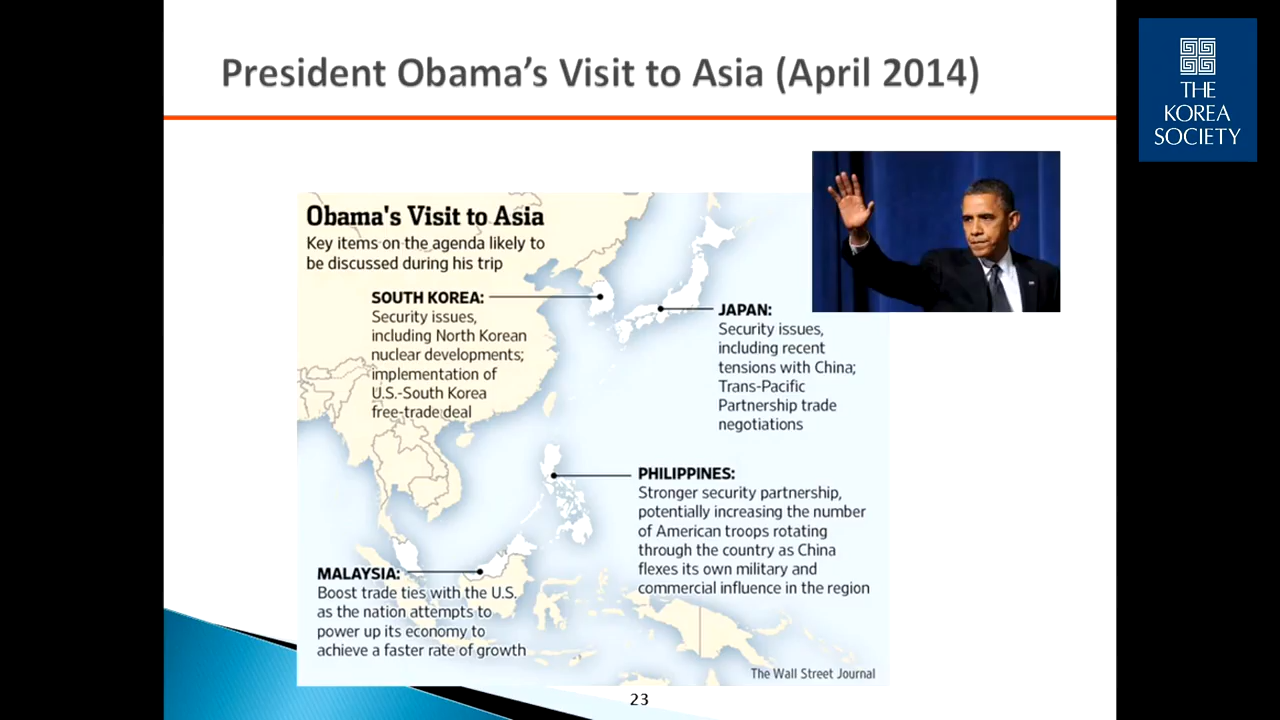 President Obama's Visit to Asia (April 2014)
THE
KOREA
SOCIETY
Obama's Visit to Asia
Key items on the agenda likely to
be discussed during his trip
SOUTH KOREA:
Security issues,
including North Korean
nuclear developments;
implementation of
U.S.-South Korea
free-trade deal
JAPAN:
Security issues,
including recent
tensions with China;
Trans-Pacific
Partnership trade
negotiations
PHILIPPINES:
Stronger security partnership,
potentially increasing the number
of American troops rotating
through the country as China
flexes its own military and
commercial influence in the region
MALAYSIA:
Boost trade ties with the U.S.
as the nation attempts to
power up its economy to
achieve a faster rate of growth
The Wall Street Journal
23